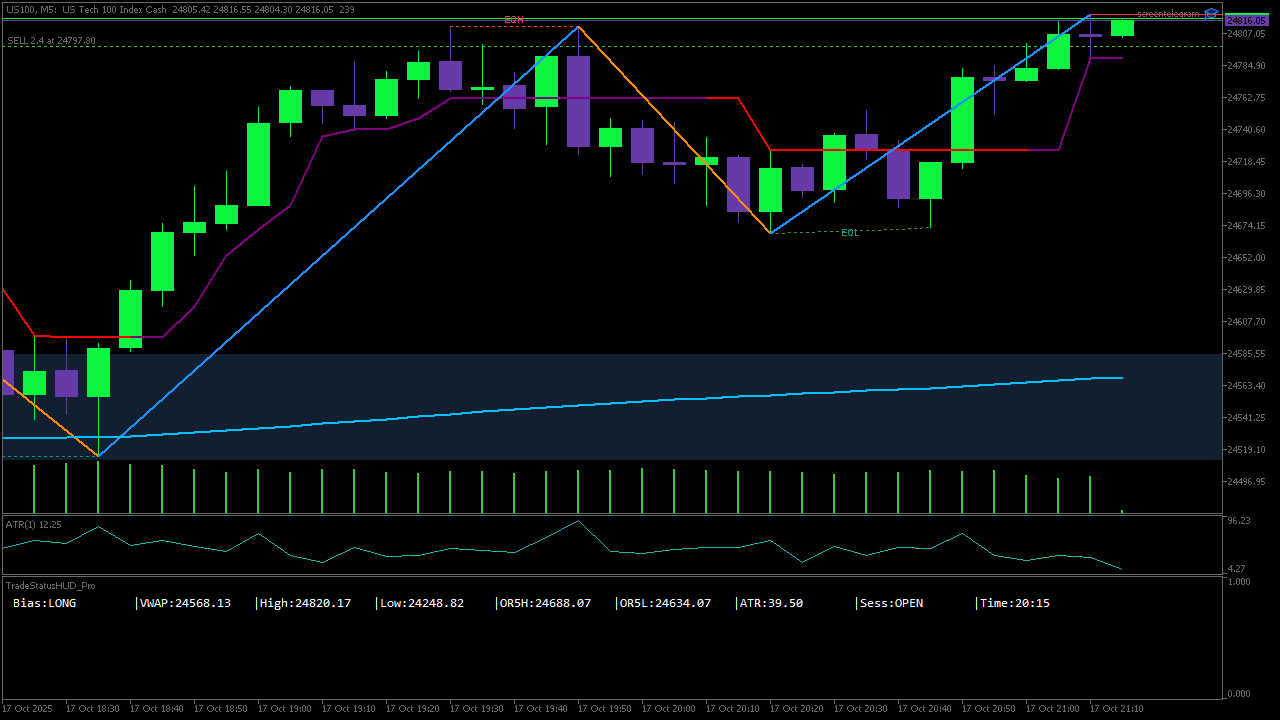 US100, M5: US Tech 100 Index Cash 24805.42 24816.55 24804.30 24816.05 239
screentelegram
EQH
SELL 2.4 at 24797.80
EQL
24816.05
24807.05
24784.90
24762.75
24740.60
24718.45
24696.30
24674.15
24652.00
24629.85
24607.70
24585.55
24563.40
24541.25
24519.10
24496.95
ATR(1) 12.25
96.23
4.27
TradeStatusHUD_Pro
1.000
Bias:LONG |VWAP:24568.13 |High:24820.17 |Low:24248.82 |OR5H:24688.07 |OR5L:24634.07 |ATR:39.50 |Sess:OPEN |Time:20:15
0.000
17 Oct 2025 17 Oct 18:30 17 Oct 18:40 17 Oct 18:50 17 Oct 19:00 17 Oct 19:10 17 Oct 19:20 17 Oct 19:30 17 Oct 19:40 17 Oct 19:50 17 Oct 20:00 17 Oct 20:10 17 Oct 20:20 17 Oct 20:30 17 Oct 20:40 17 Oct 20:50 17 Oct 21:00 17 Oct 21:10